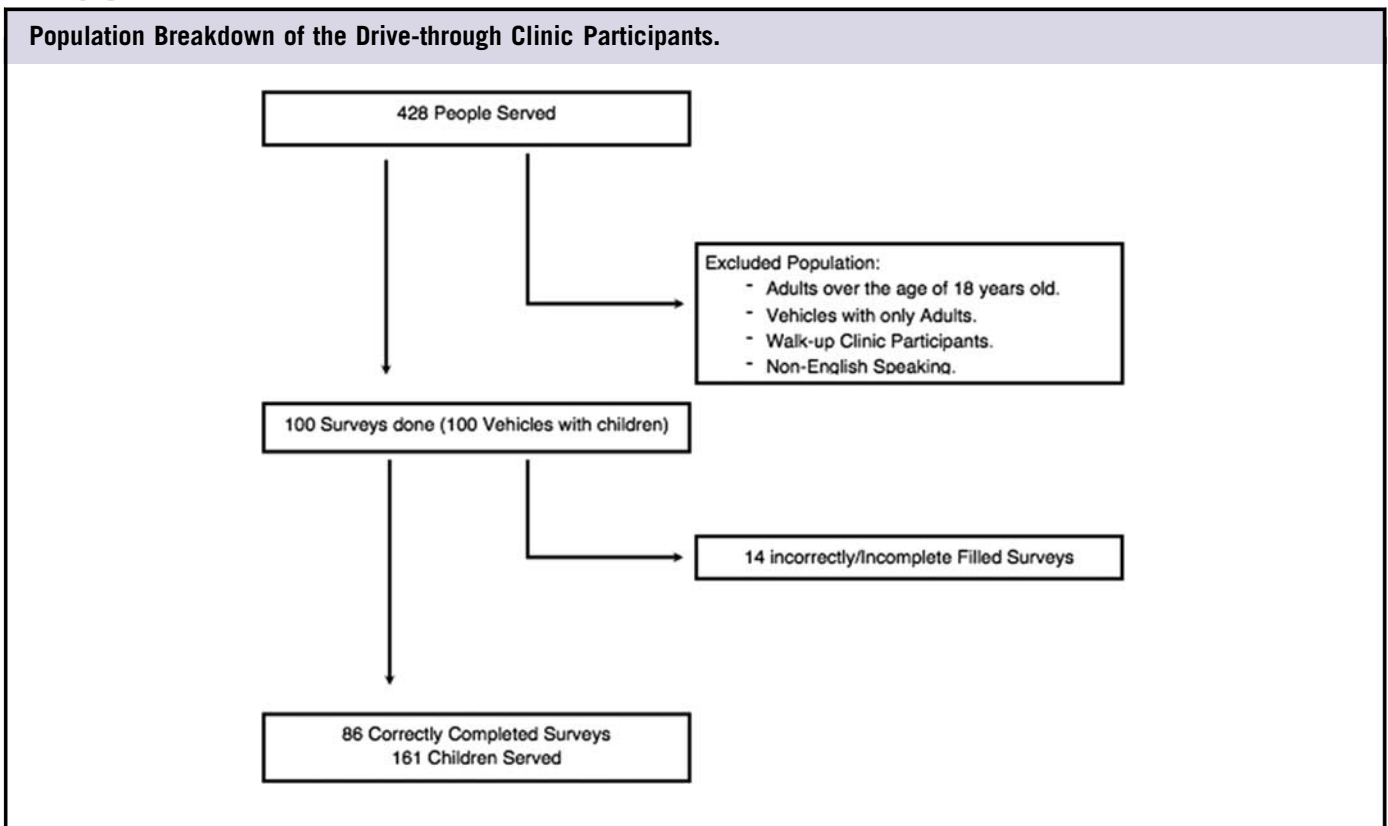 Population Breakdown of the Drive-through Clinic Participants.
428 People Served
Excluded Population:
- Adults over the age of 18 years old.
- Vehicles with only Adults.
- Walk-up Clinic Participants.
- Non-English Speaking.
100 Surveys done (100 Vehicles with children)
14 incorrectly/Incomplete Filled Surveys
86 Correctly Completed Surveys
161 Children Served